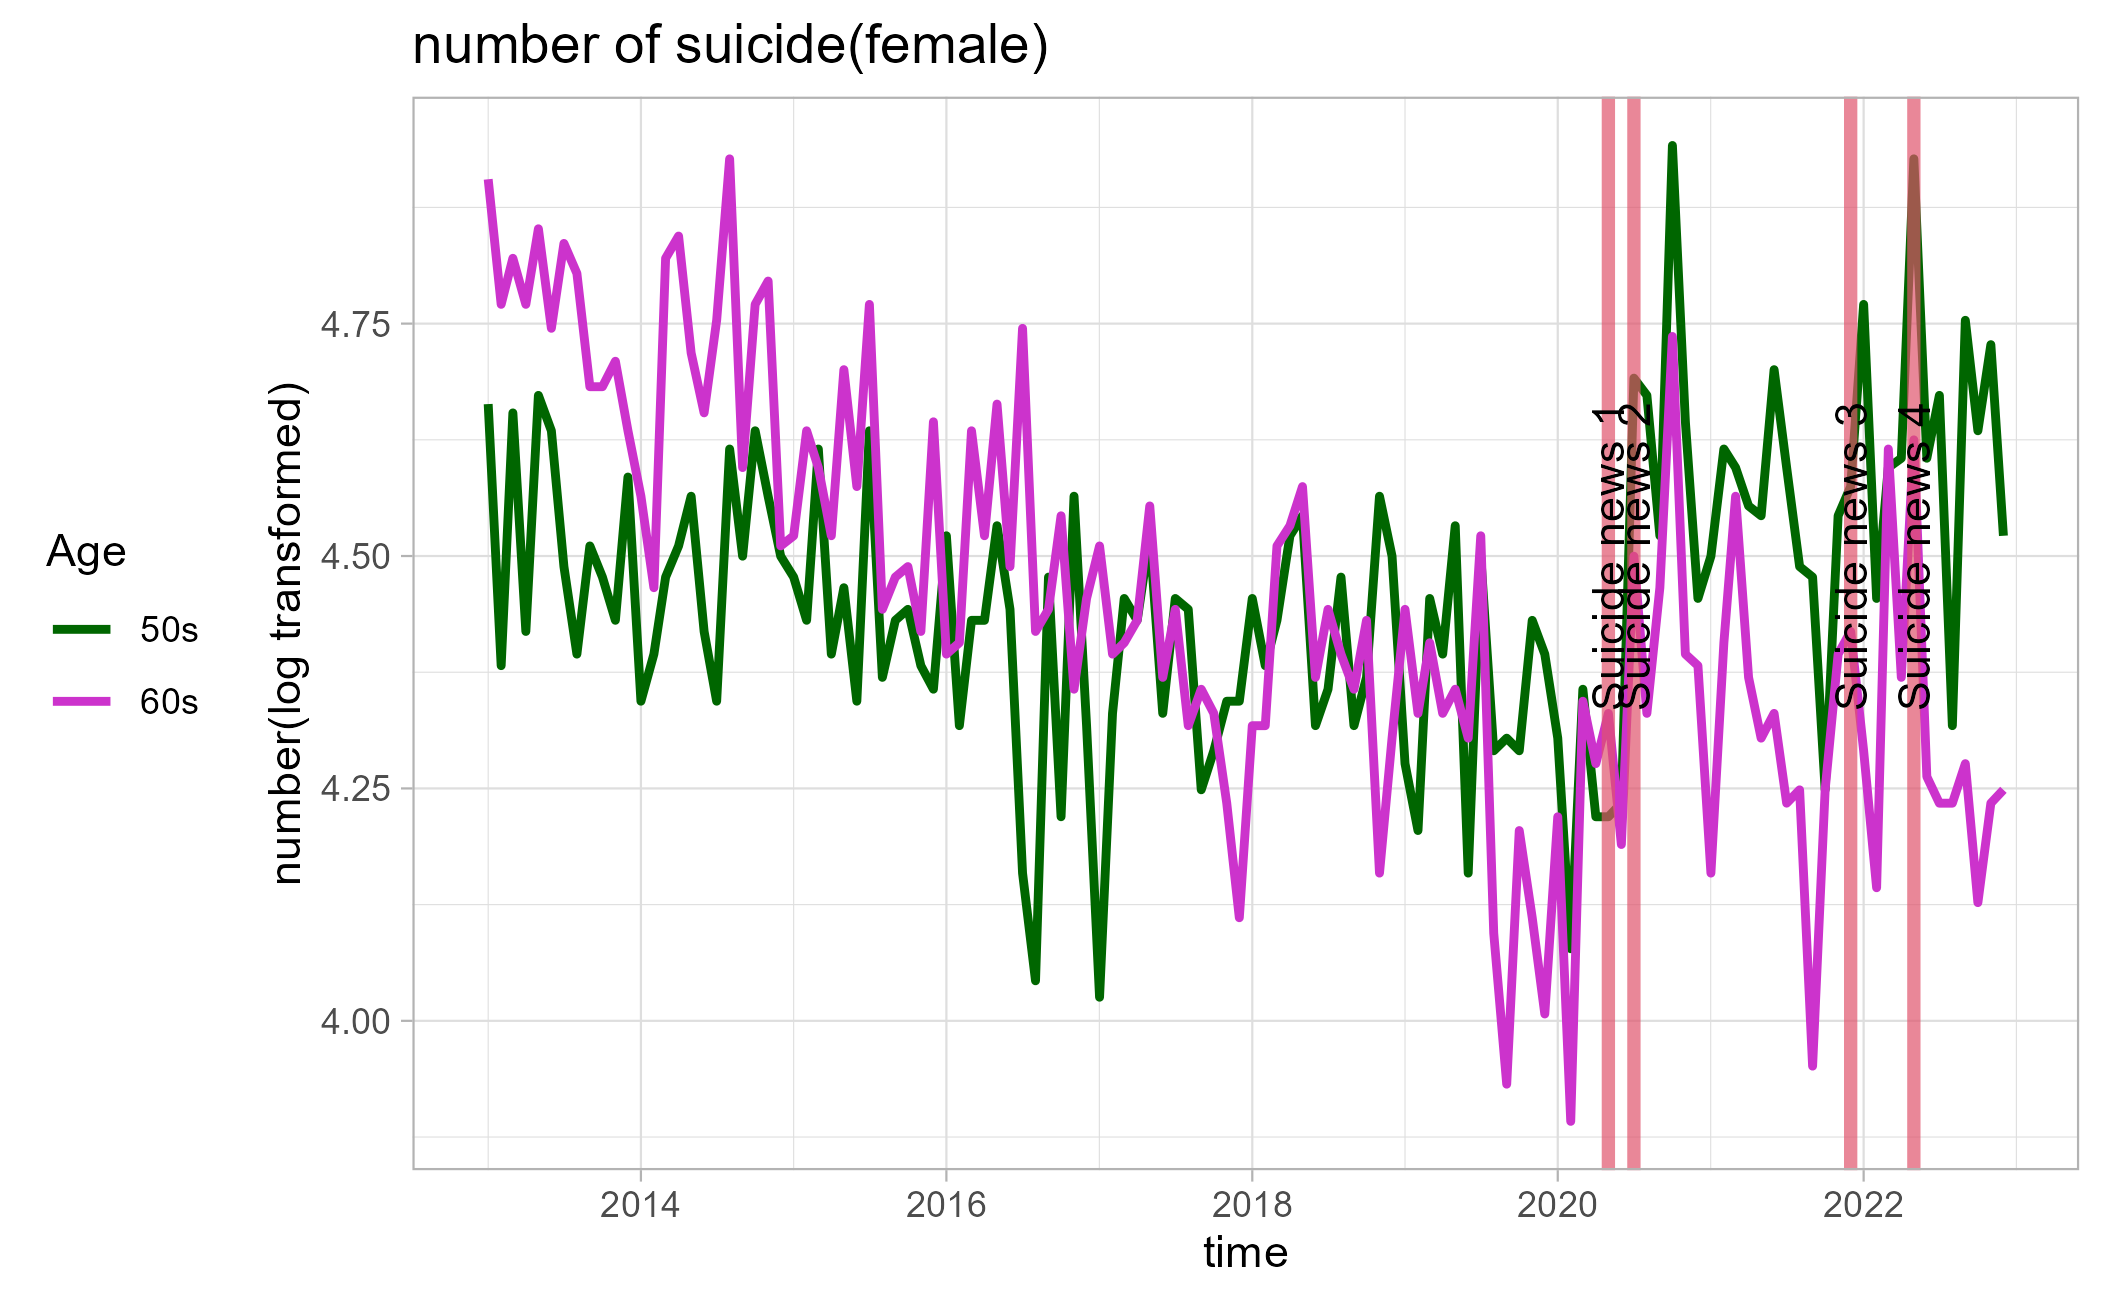 number of suicide(female)
number(log transformed)
4.75
4.50
4.25
4.00
Suicide news 1
Suicide news 2
Suicide news 3
Suicide news 4
2014
2016
2018
2020
2022
time
Age
50s
60s